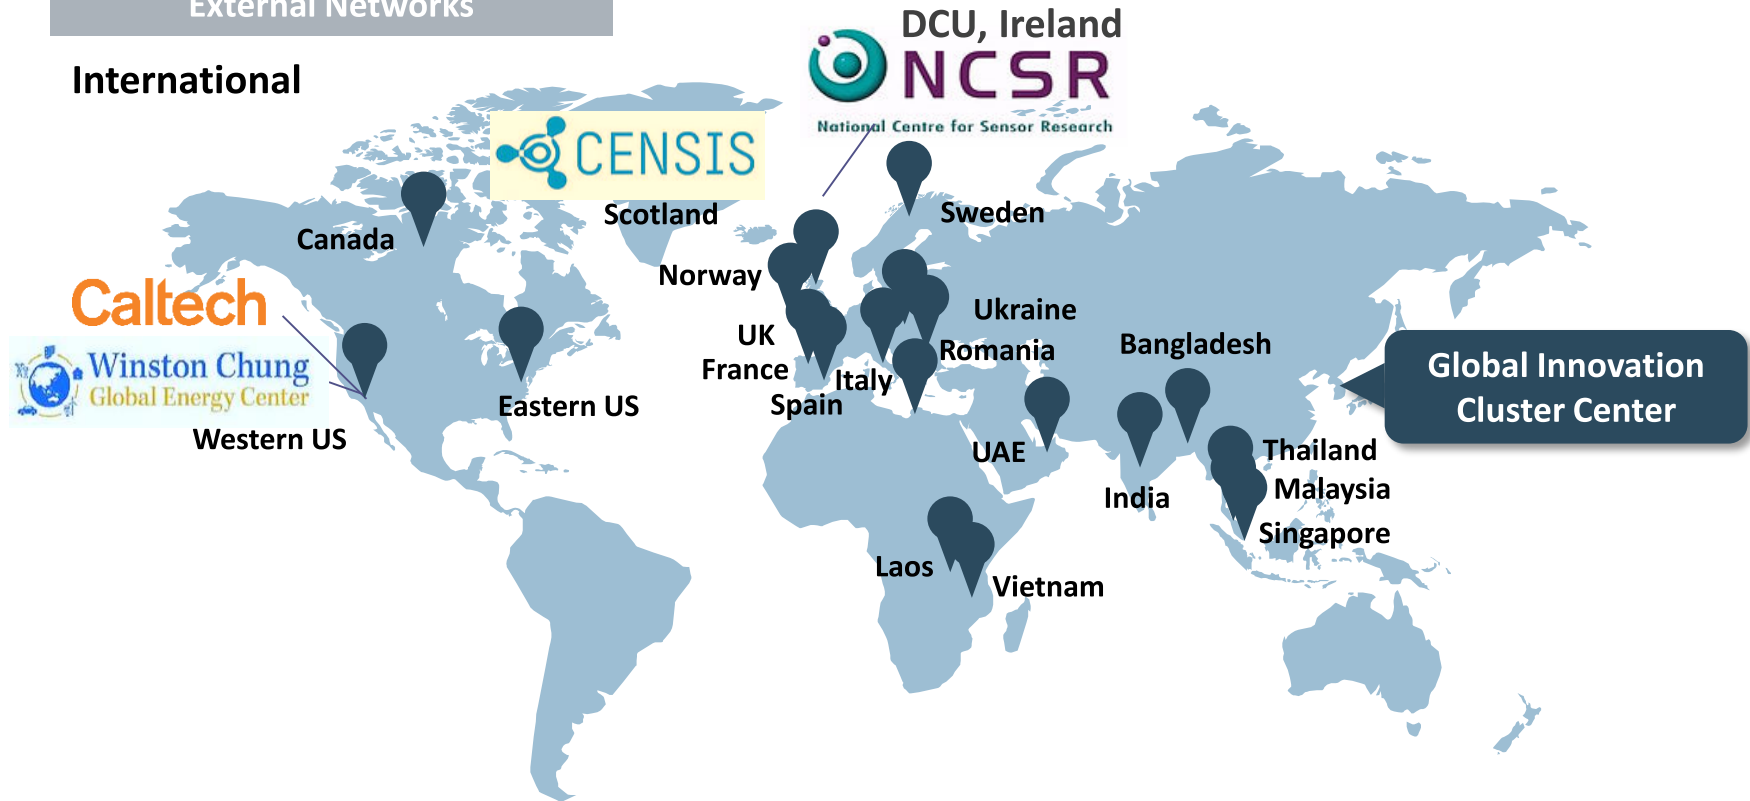 External Networks
International
DCU, Ireland
NCSR
National Centre for Sensor Research
CENSIS
Scotland
Sweden
Canada
Norway
Caltech
Ukraine
UK
Bangladesh
Romania
Winston Chung
Global Energy Center
France
Italy
Global Innovation
Cluster Center
Spain
Eastern US
Western US
UAE
Thailand
India
Malaysia
Singapore
Laos
Vietnam